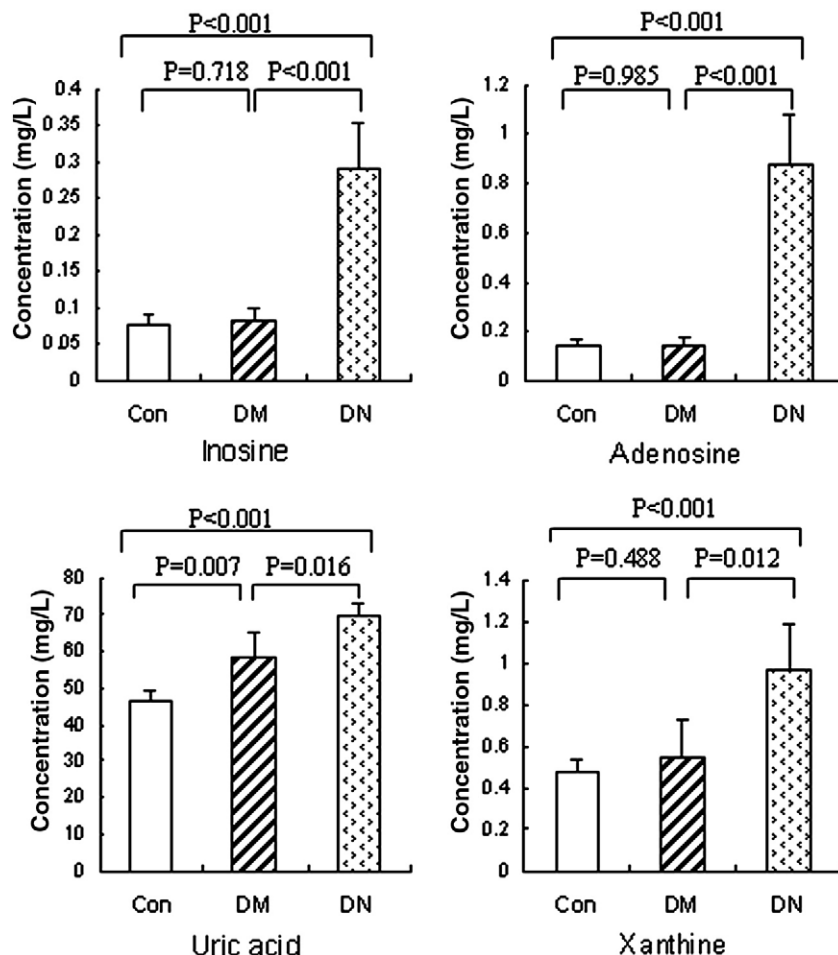 P<0.001
P=0.718 P<0.001
Concentration (mg/L)
0.4
0.35
0.3
0.25
0.2
0.15
0.1
0.05
0
Con DM DN
Inosine
P<0.001
P=0.985 P<0.001
Concentration (mg/L)
1.2
1
0.8
0.6
0.4
0.2
0
Con DM DN
Adenosine
P<0.001
P=0.007 P=0.016
Concentration (mg/L)
80
70
60
50
40
30
20
10
0
Con DM DN
Uric acid
P<0.001
P=0.488 P=0.012
Concentration (mg/L)
1.4
1.2
1
0.8
0.6
0.4
0.2
0
Con DM DN
Xanthine